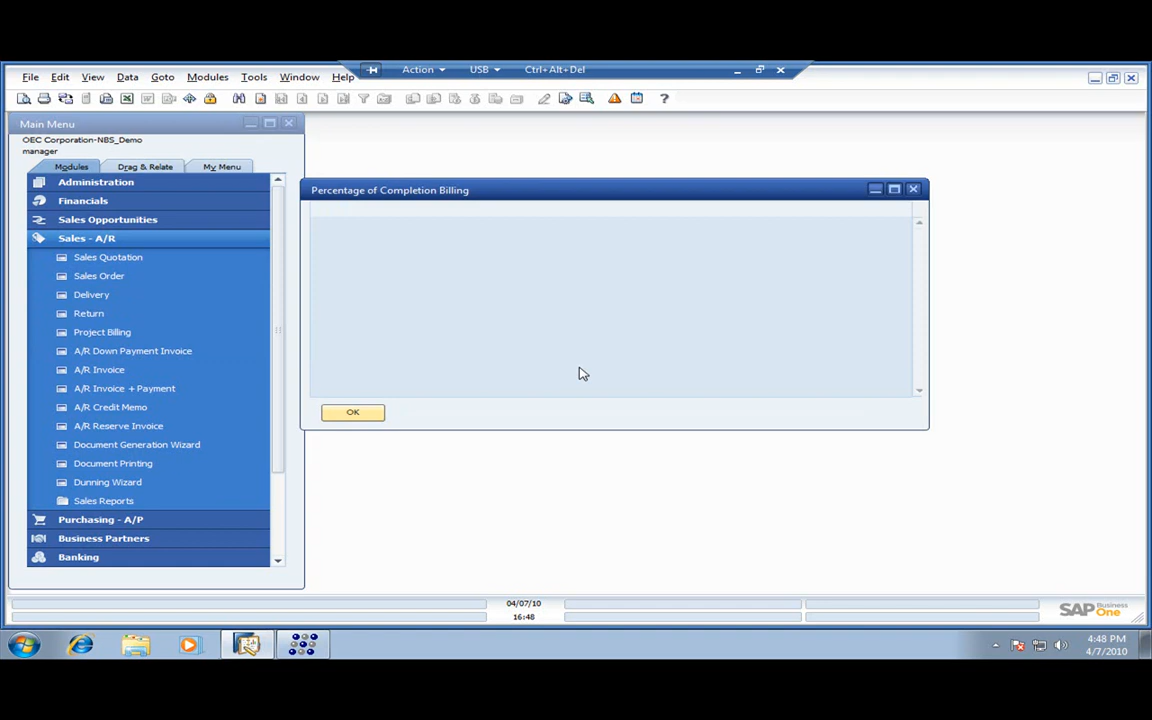 Action USB Ctrl+Alt+Del
File Edit View Data Goto Modules Tools Window Help
Main Menu
OEC Corporation-NBS_Demo
manager
Modules Drag & Relate My Menu
Administration
Financials
Sales Opportunities
Sales - A/R
Sales Quotation
Sales Order
Delivery
Return
Project Billing
A/R Down Payment Invoice
A/R Invoice
A/R Invoice + Payment
A/R Credit Memo
A/R Reserve Invoice
Document Generation Wizard
Document Printing
Dunning Wizard
Sales Reports
Purchasing - A/P
Business Partners
Banking
Percentage of Completion Billing
OK
04/07/10
16:48
SAP Business One
4:48 PM
4/7/2010